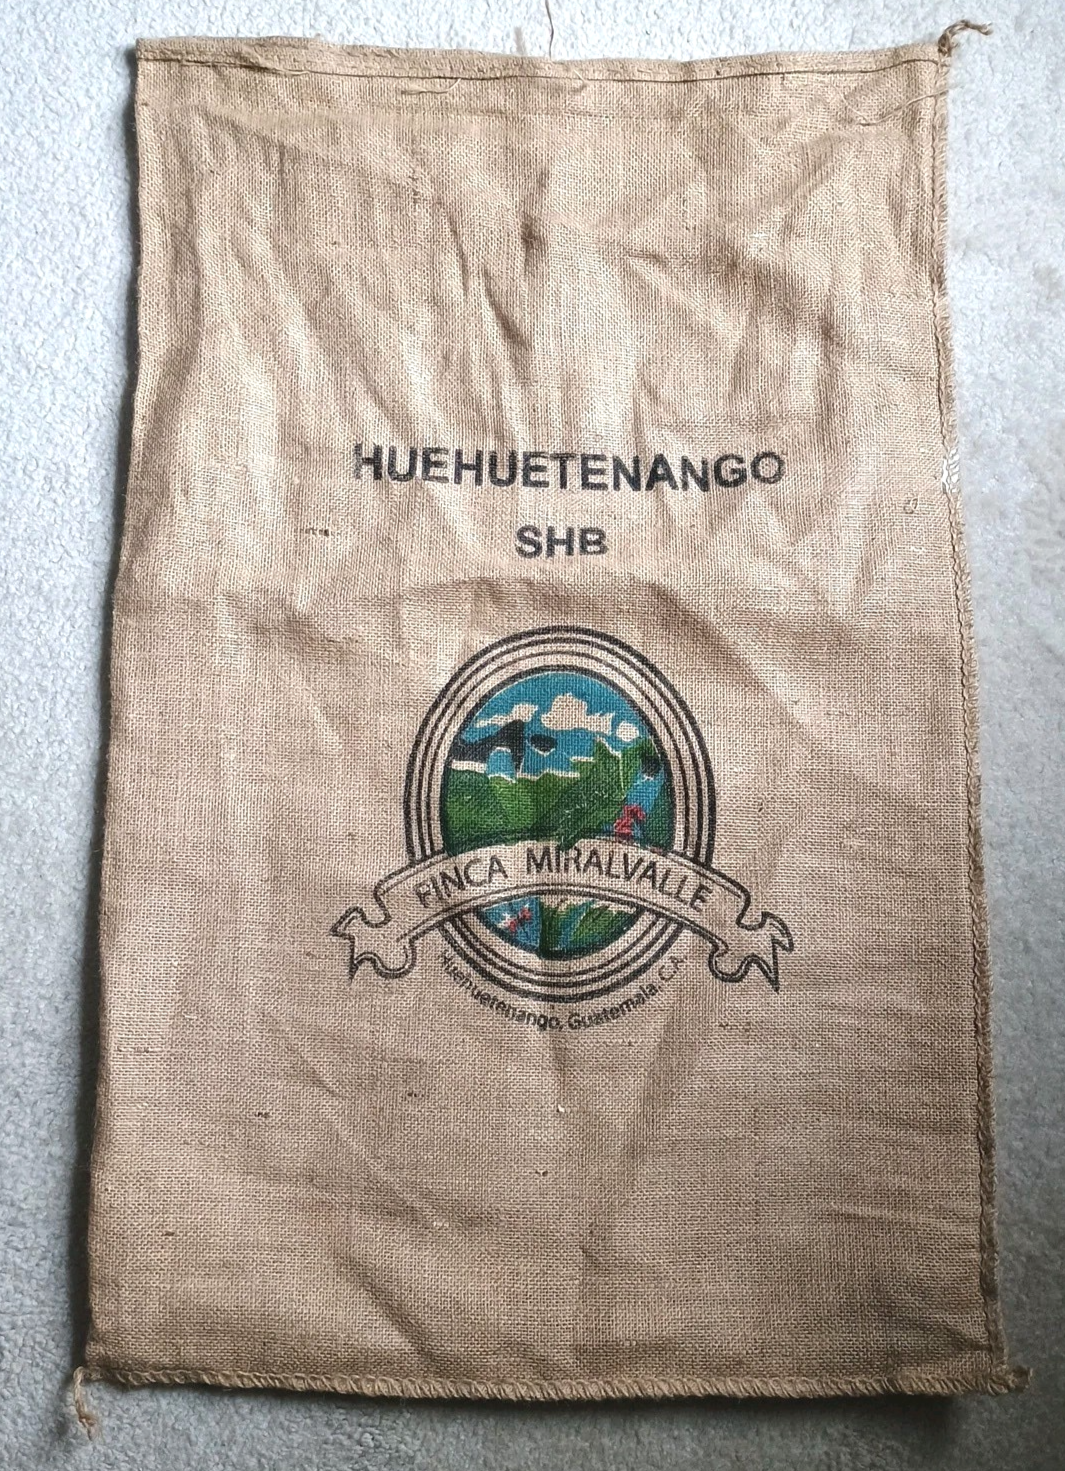 HUEHUETENANGO
SHB
FINCA MIRALVALLE
Huehuetenango, Guatemala, C.A.